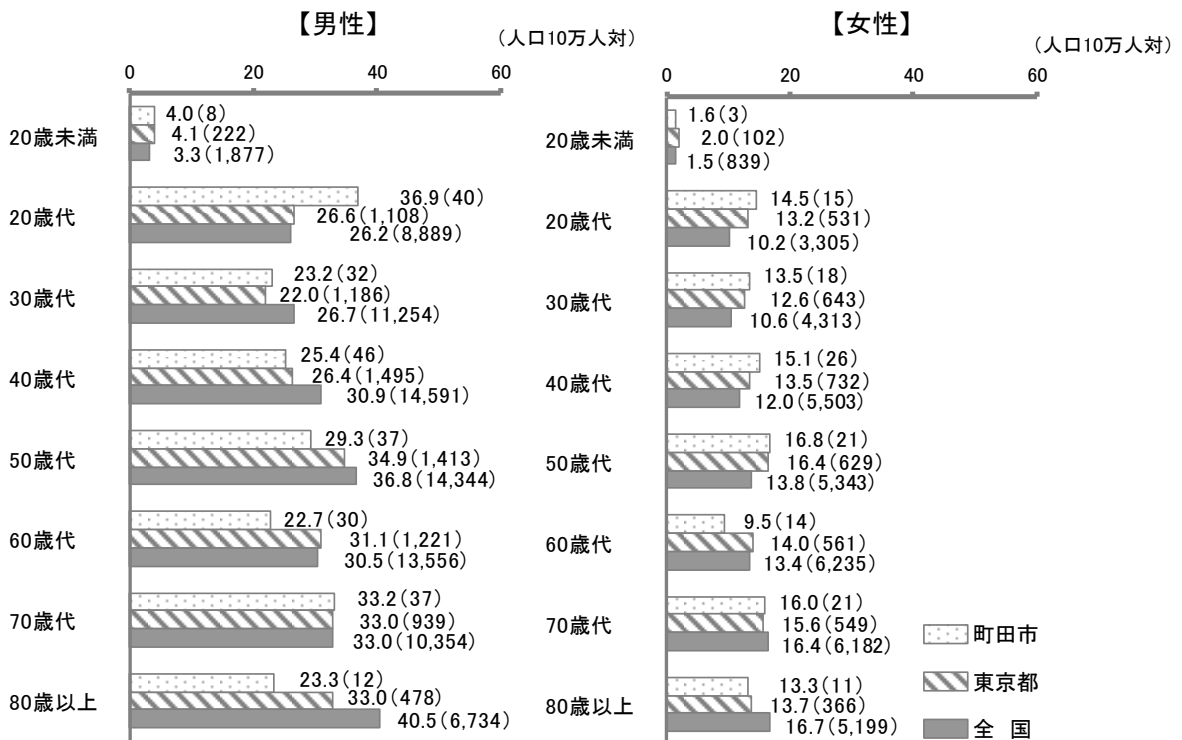 【男性】
(人口10万人対)
0 20 40 60
20歳未満
4.0(8)
4.1(222)
3.3(1,877)
20歳代
36.9(40)
26.6(1,108)
26.2(8,889)
30歳代
23.2(32)
22.0(1,186)
26.7(11,254)
40歳代
25.4(46)
26.4(1,495)
30.9(14,591)
50歳代
29.3(37)
34.9(1,413)
36.8(14,344)
60歳代
22.7(30)
31.1(1,221)
30.5(13,556)
70歳代
33.2(37)
33.0(939)
33.0(10,354)
80歳以上
23.3(12)
33.0(478)
40.5(6,734)
【女性】
(人口10万人対)
0 20 40 60
20歳未満
1.6(3)
2.0(102)
1.5(839)
20歳代
14.5(15)
13.2(531)
10.2(3,305)
30歳代
13.5(18)
12.6(643)
10.6(4,313)
40歳代
15.1(26)
13.5(732)
12.0(5,503)
50歳代
16.8(21)
16.4(629)
13.8(5,343)
60歳代
9.5(14)
14.0(561)
13.4(6,235)
70歳代
16.0(21)
15.6(549)
16.4(6,182)
80歳以上
13.3(11)
13.7(366)
16.7(5,199)
町田市
東京都
全 国